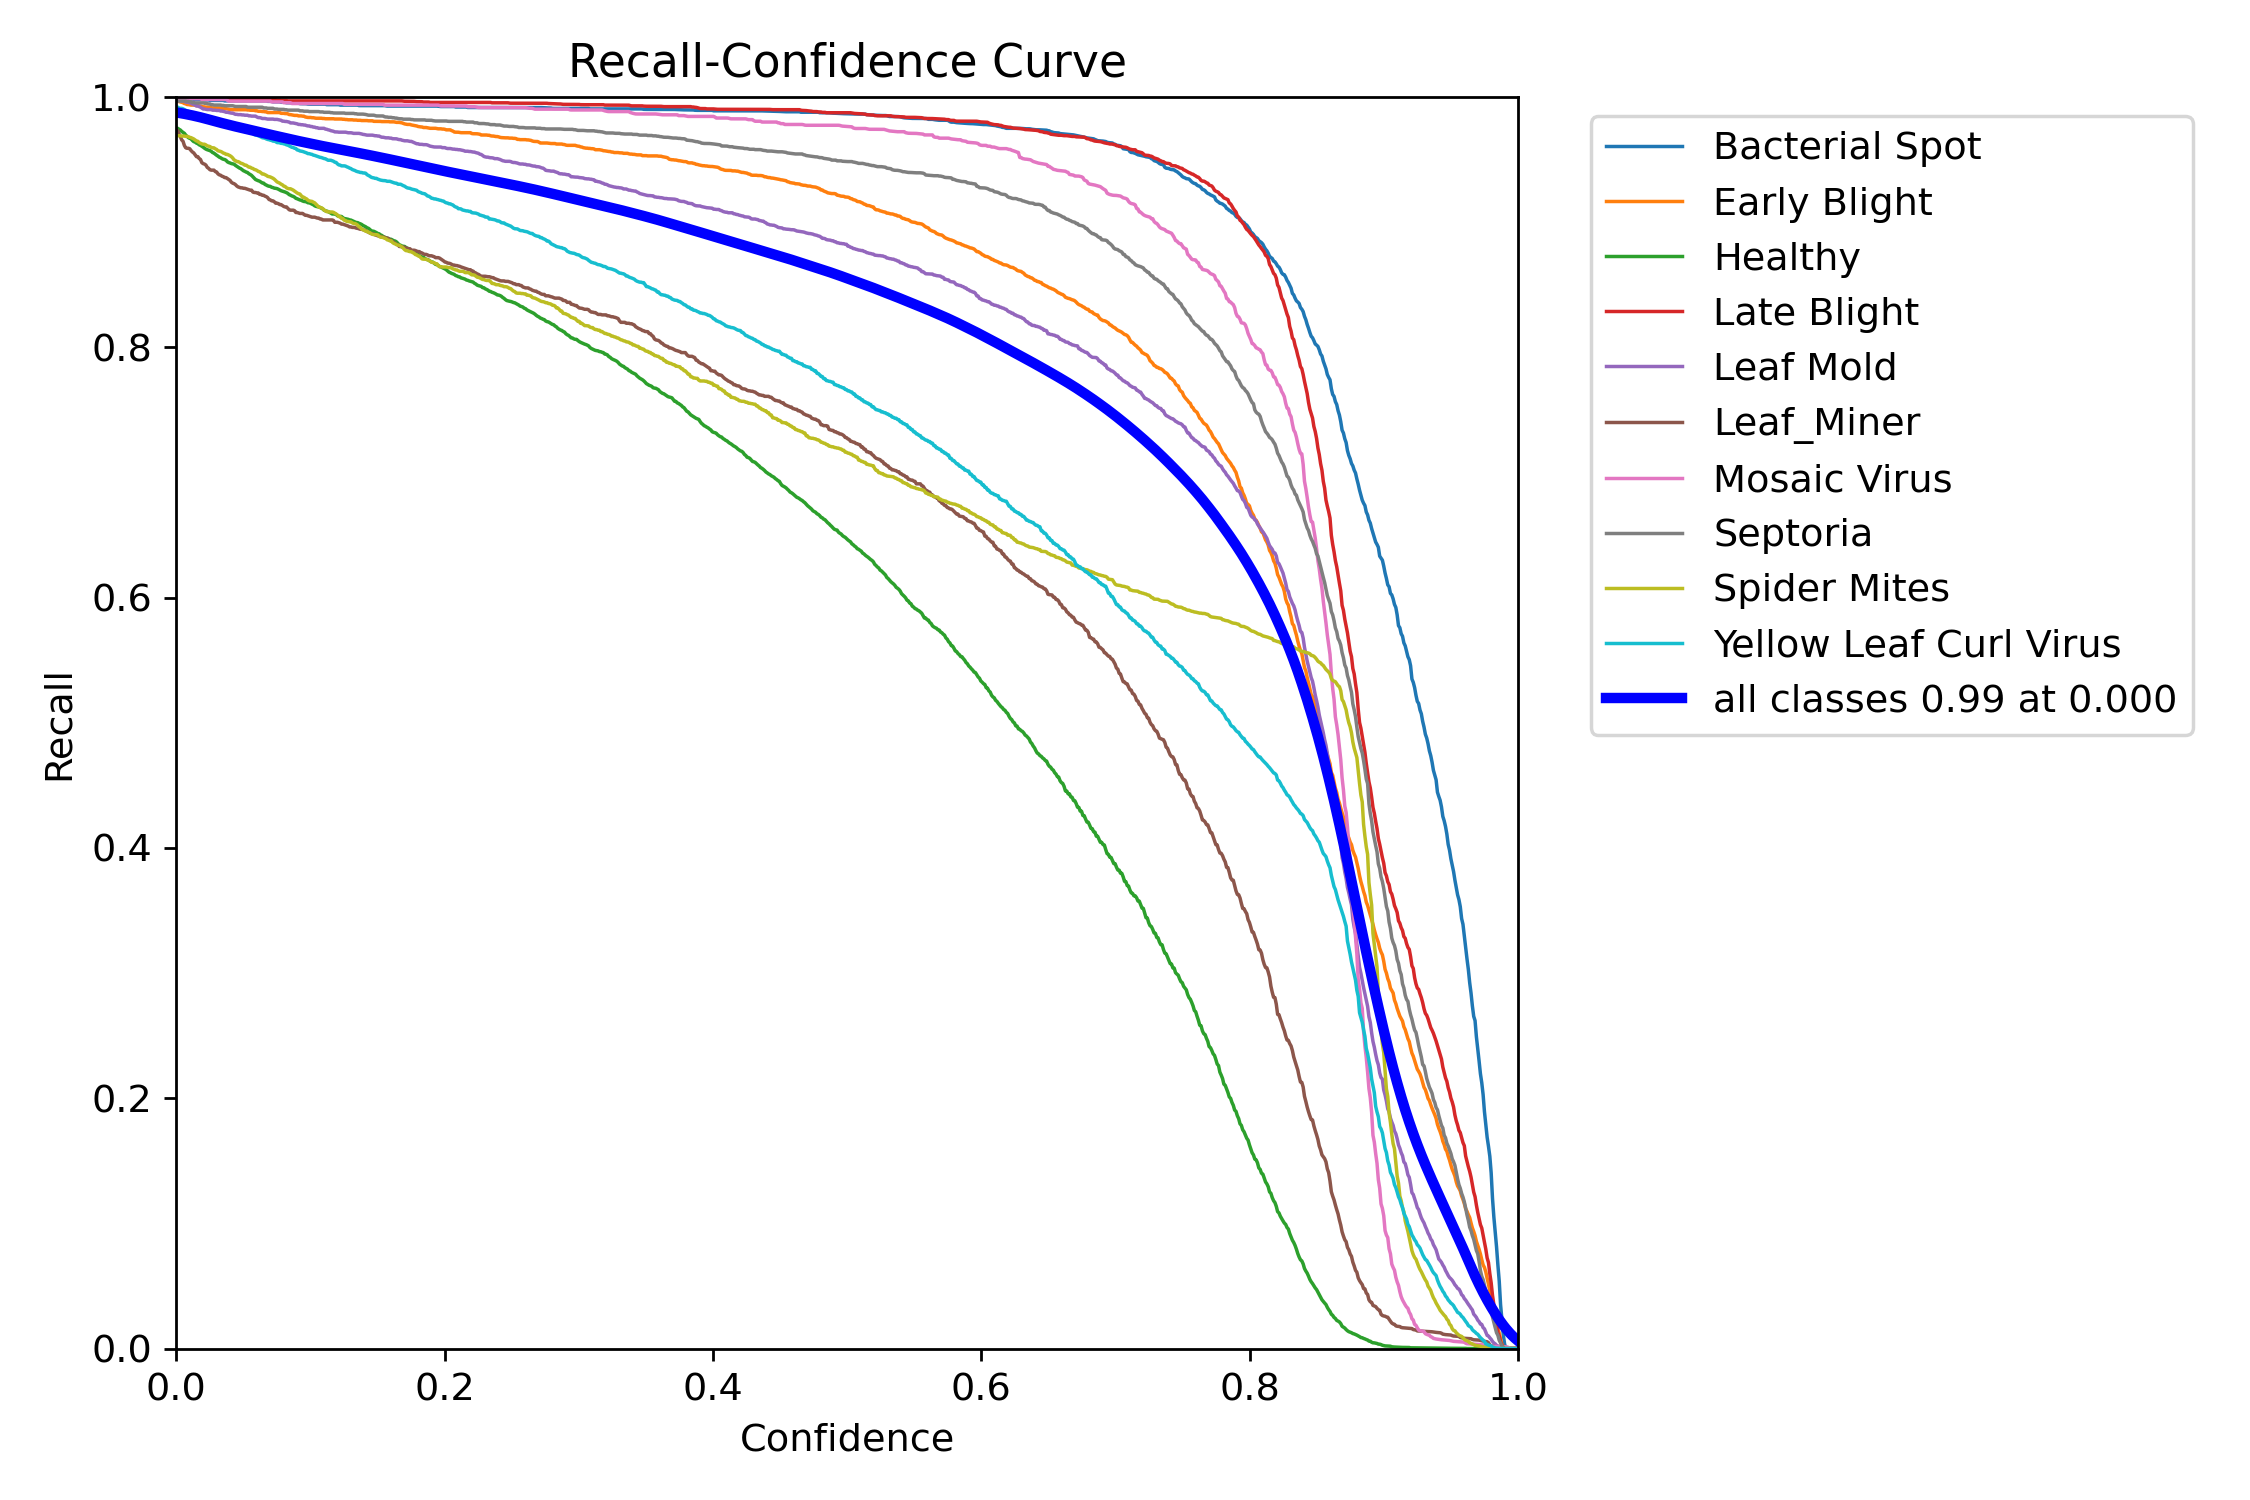 Recall-Confidence Curve
1.0
0.8
0.6
0.4
0.2
0.0
Recall
0.0 0.2 0.4 0.6 0.8 1.0
Confidence
Bacterial Spot
Early Blight
Healthy
Late Blight
Leaf Mold
Leaf_Miner
Mosaic Virus
Septoria
Spider Mites
Yellow Leaf Curl Virus
all classes 0.99 at 0.000